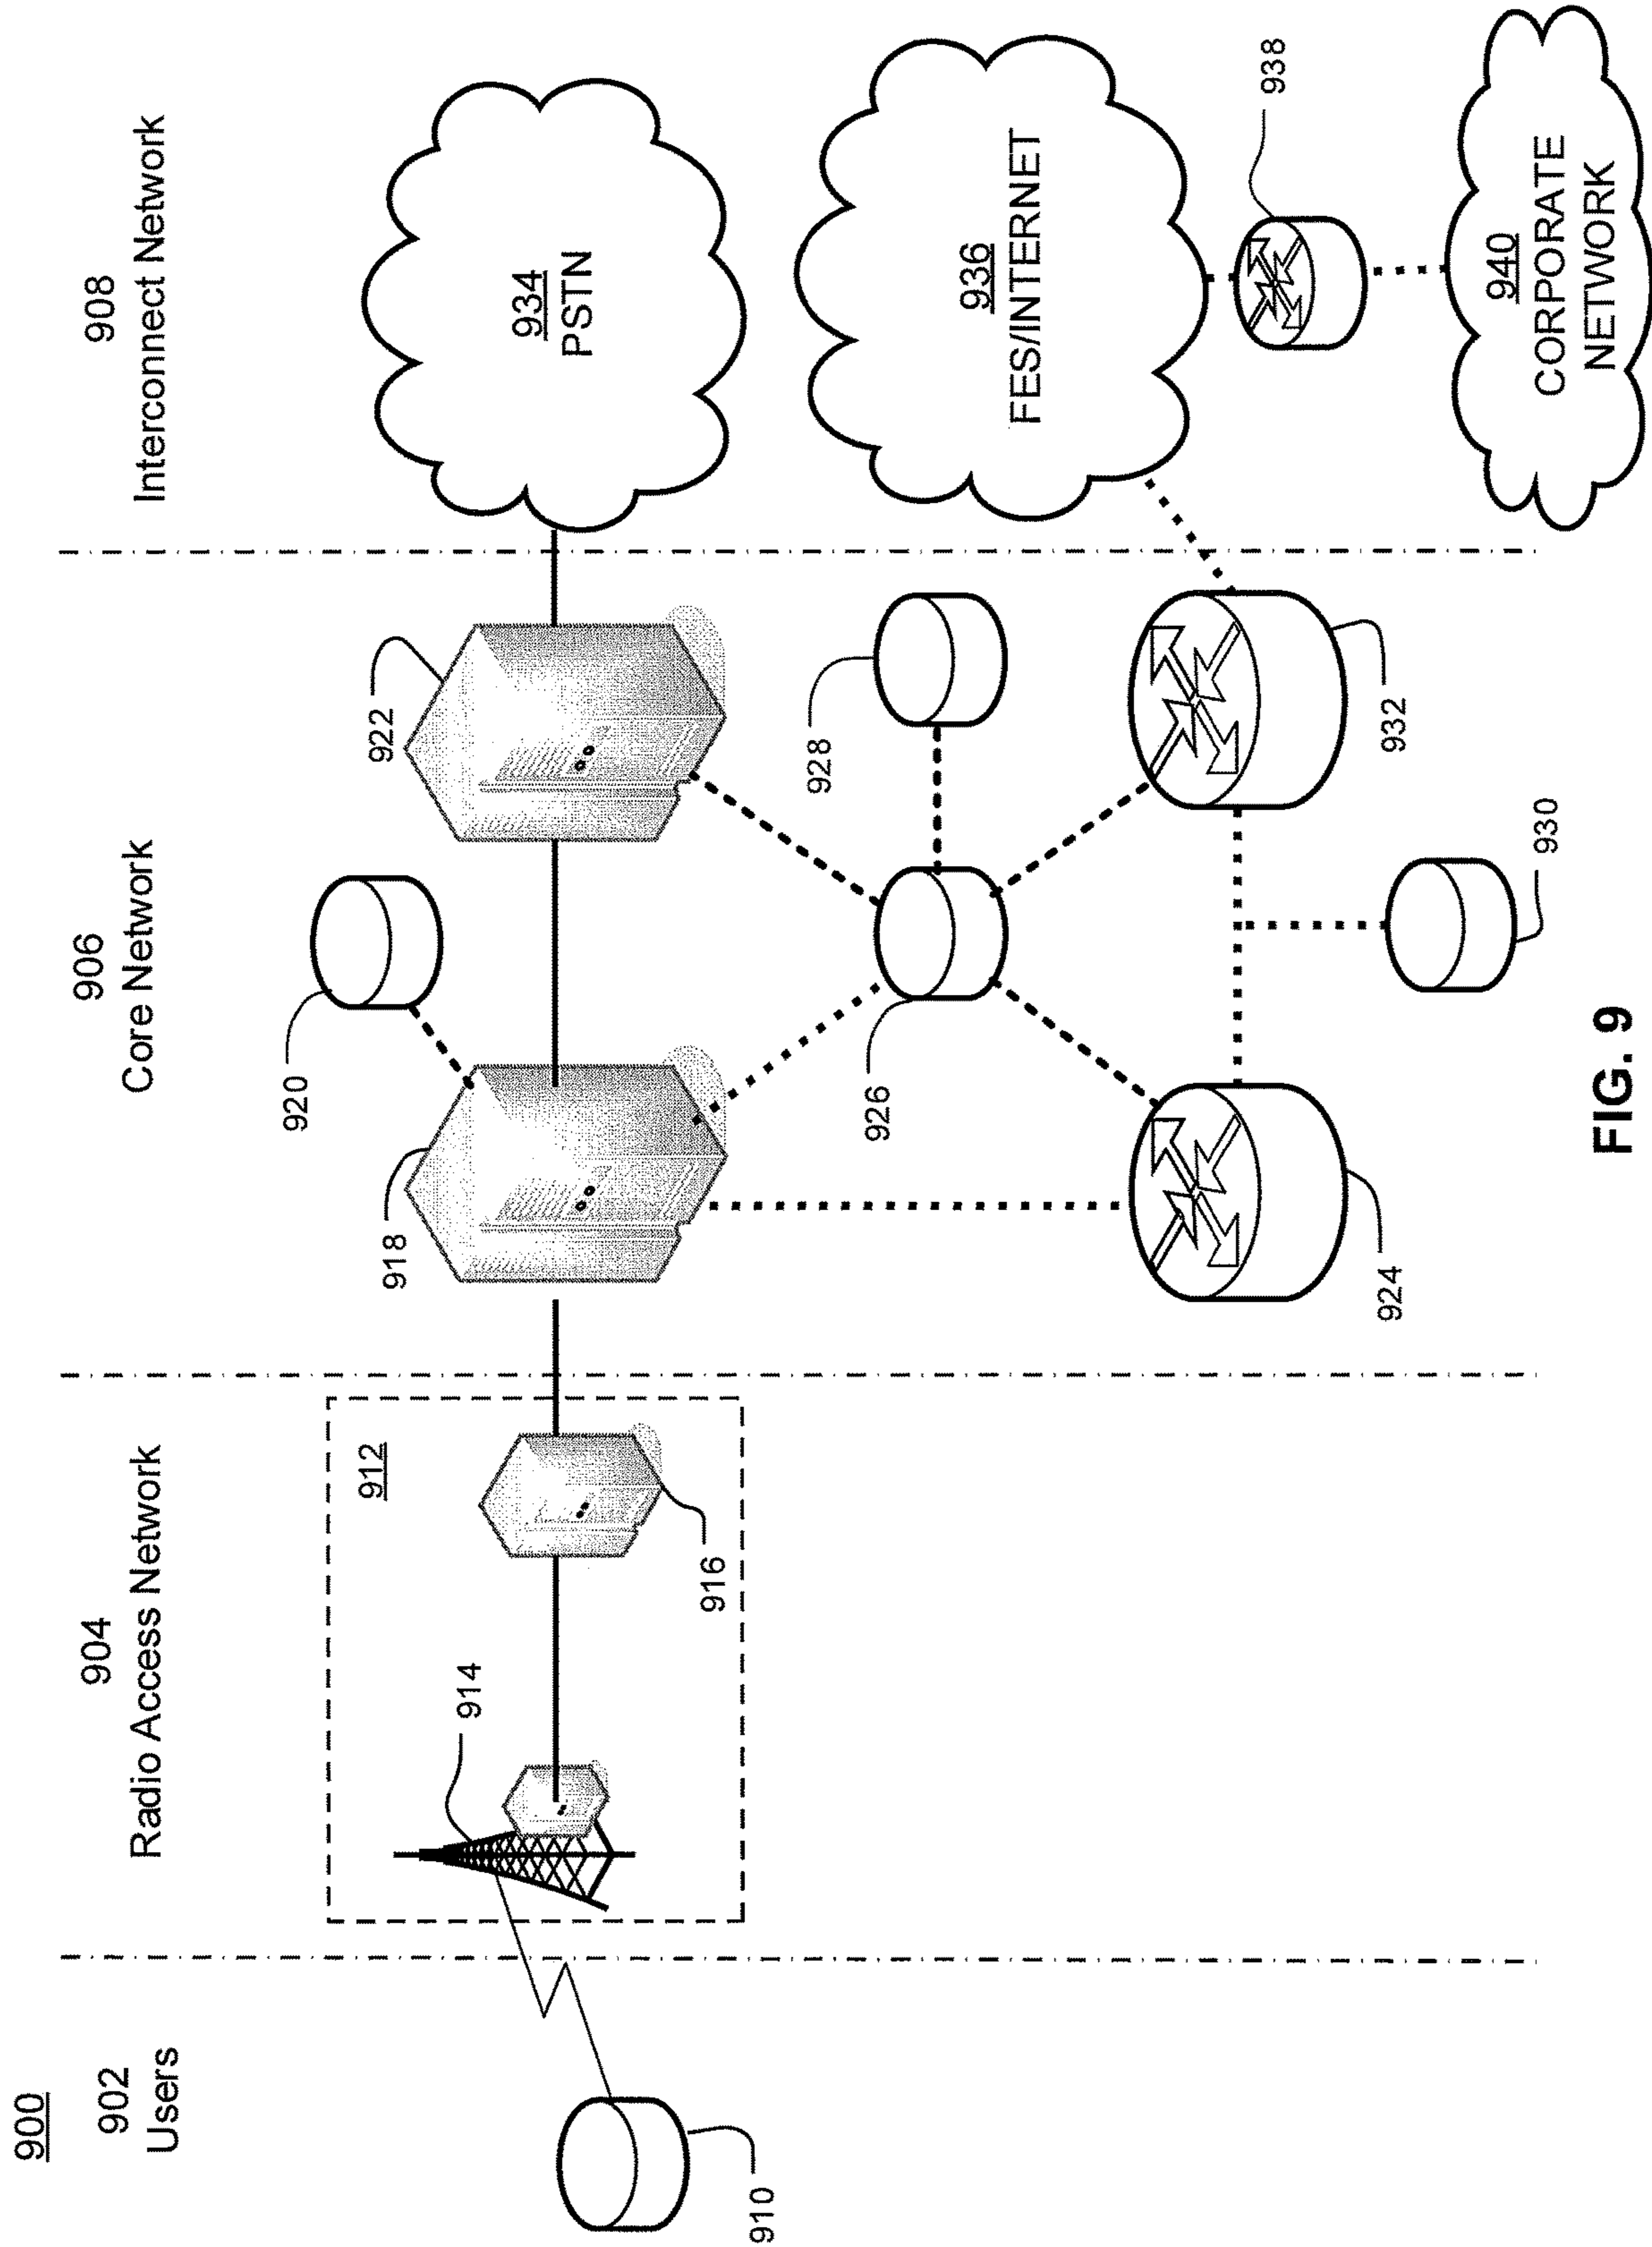 900
902
Users
904
Radio Access Network
906
Core Network
908
Interconnect Network
910
912
914
916
918
920
922
924
926
928
930
932
934
PSTN
936
FES/INTERNET
938
940
CORPORATE
NETWORK
FIG. 9